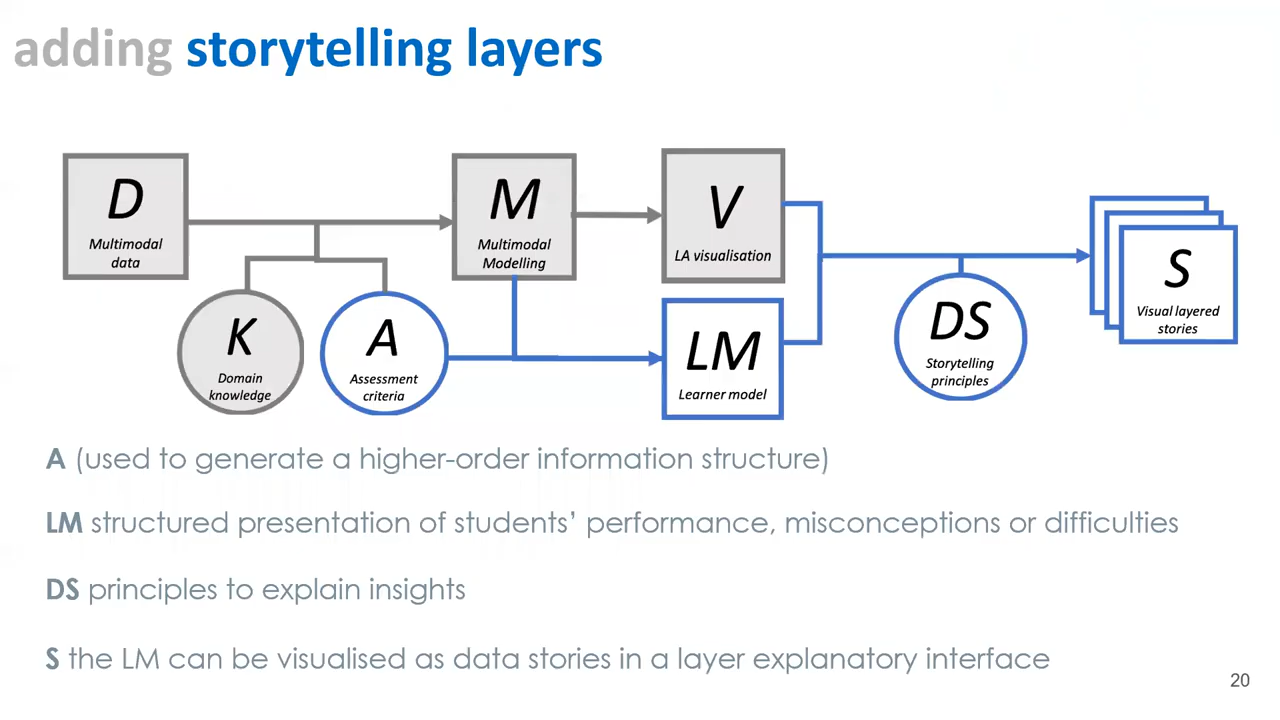 adding storytelling layers
D
Multimodal
data
M
Multimodal
Modelling
V
LA visualisation
S
Visual layered
stories
K
Domain
knowledge
A
Assessment
criteria
LM
Learner model
DS
Storytelling
principles
A (used to generate a higher-order information structure)
LM structured presentation of students’ performance, misconceptions or difficulties
DS principles to explain insights
S the LM can be visualised as data stories in a layer explanatory interface
20